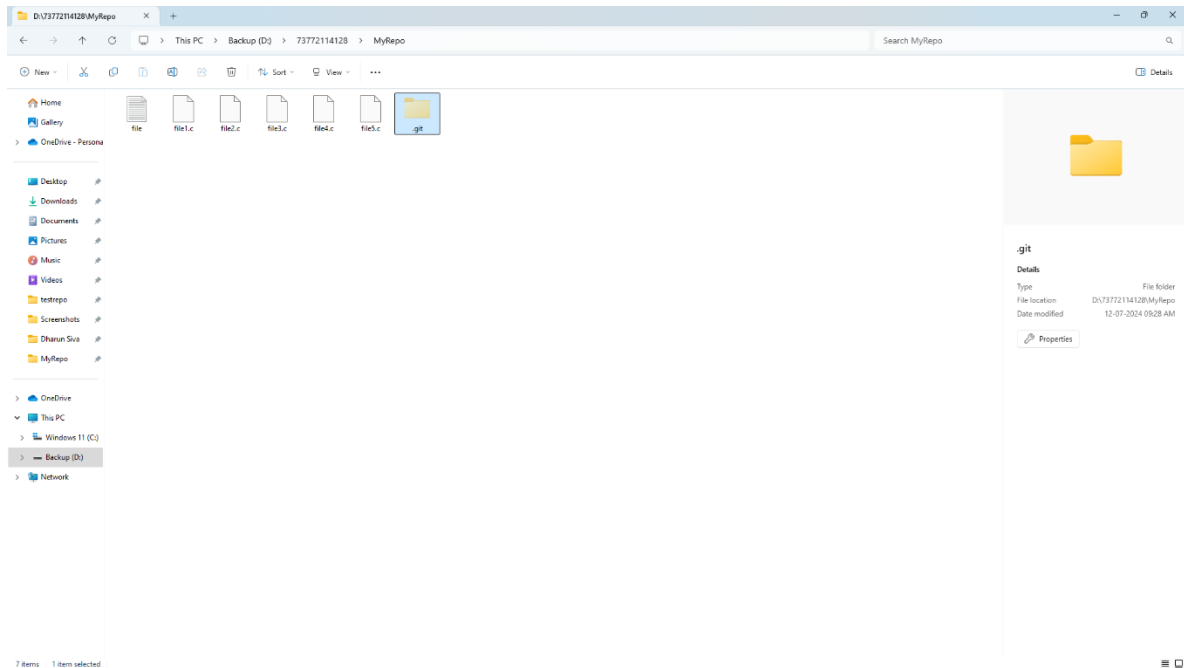 D:\73772114128\MyRepo
This PC > Backup (D:) > 73772114128 > MyRepo
Search MyRepo
New
Sort
View
Details
Home
Gallery
OneDrive - Persona
Desktop
Downloads
Documents
Pictures
Music
Videos
testrepo
Screenshots
Dharun Siva
MyRepo
OneDrive
This PC
Windows 11 (C:)
Backup (D:)
Network
file
file1.c
file2.c
file3.c
file4.c
file5.c
.git
.git
Details
Type File folder
File location D:\73772114128\MyRepo
Date modified 12-07-2024 09:28 AM
Properties
7 items 1 item selected